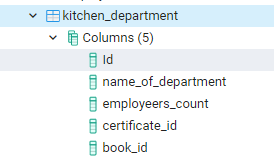 kitchen_department
Columns (5)
Id
name_of_department
employeers_count
certificate_id
book_id